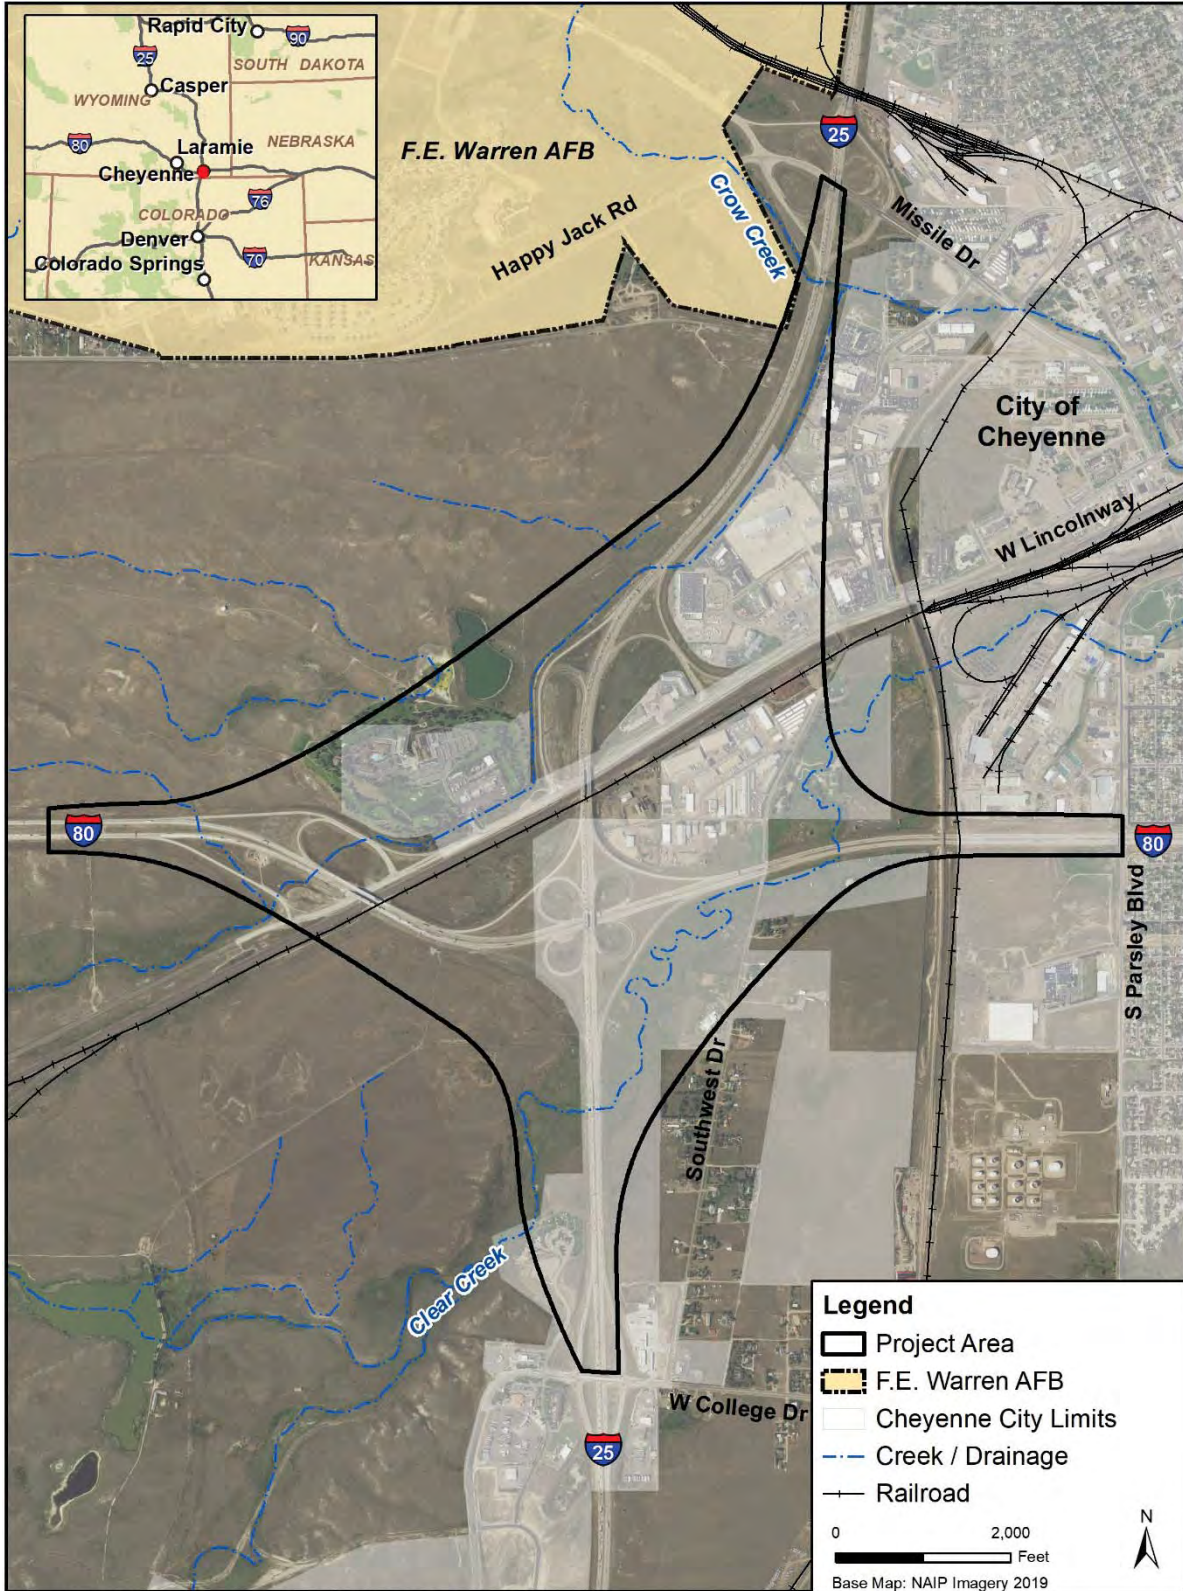 Rapid City
90
25
SOUTH DAKOTA
Casper
WYOMING
80
Laramie
NEBRASKA
Cheyenne
76
COLORADO
Denver
70
Colorado Springs
KANSAS
F.E. Warren AFB
25
Crow Creek
Missile Dr
Happy Jack Rd
City of
Cheyenne
W Lincolnway
80
80
S Parsley Blvd
Southwest Dr
Clear Creek
W College Dr
25
Legend
Project Area
F.E. Warren AFB
Cheyenne City Limits
Creek / Drainage
Railroad
0 2,000
Feet
N
Base Map: NAIP Imagery 2019